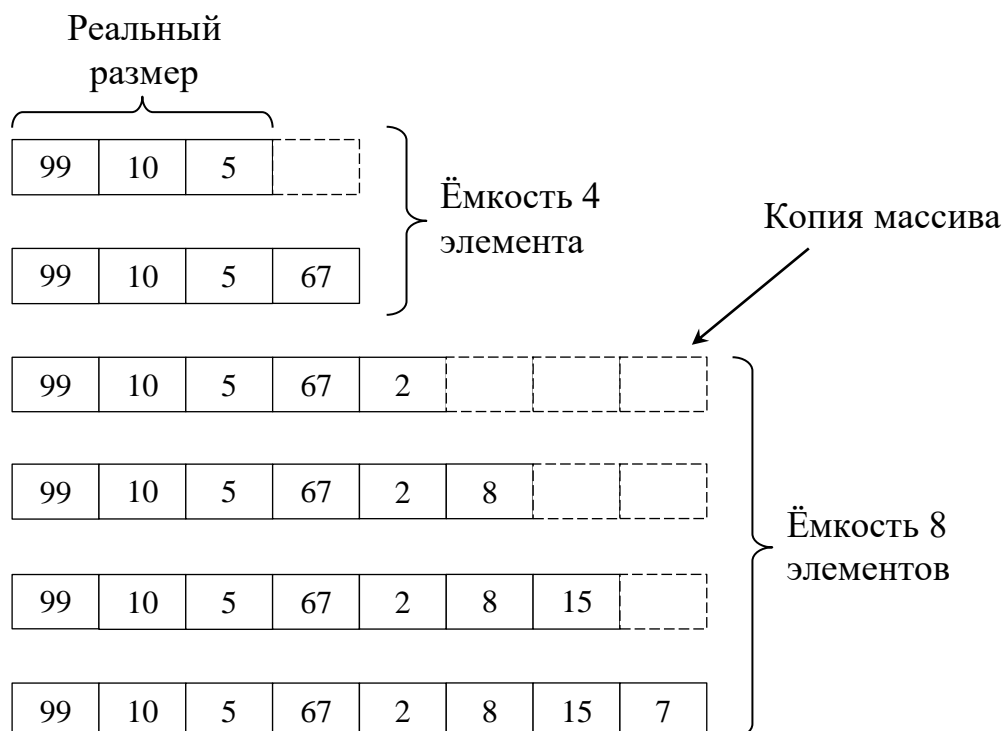 Реальный
размер
99 10 5
Ёмкость 4
элемента
Копия массива
99 10 5 67
99 10 5 67 2
99 10 5 67 2 8
Ёмкость 8
элементов
99 10 5 67 2 8 15
99 10 5 67 2 8 15 7